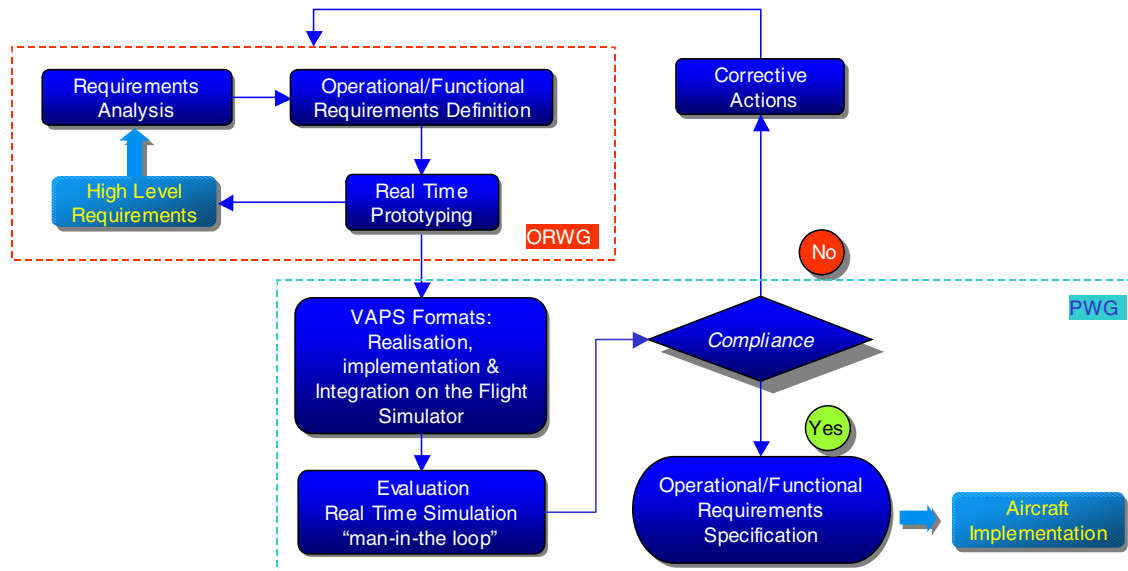 Requirements
Analysis
Operational/Functional
Requirements Definition
Corrective
Actions
High Level
Requirements
Real Time
Prototyping
ORWG
No
PWG
VAPS Formats:
Realisation,
implementation &
Integration on the Flight
Simulator
Compliance
Yes
Evaluation
Real Time Simulation
“man-in-the loop”
Operational/Functional
Requirements
Specification
Aircraft
Implementation